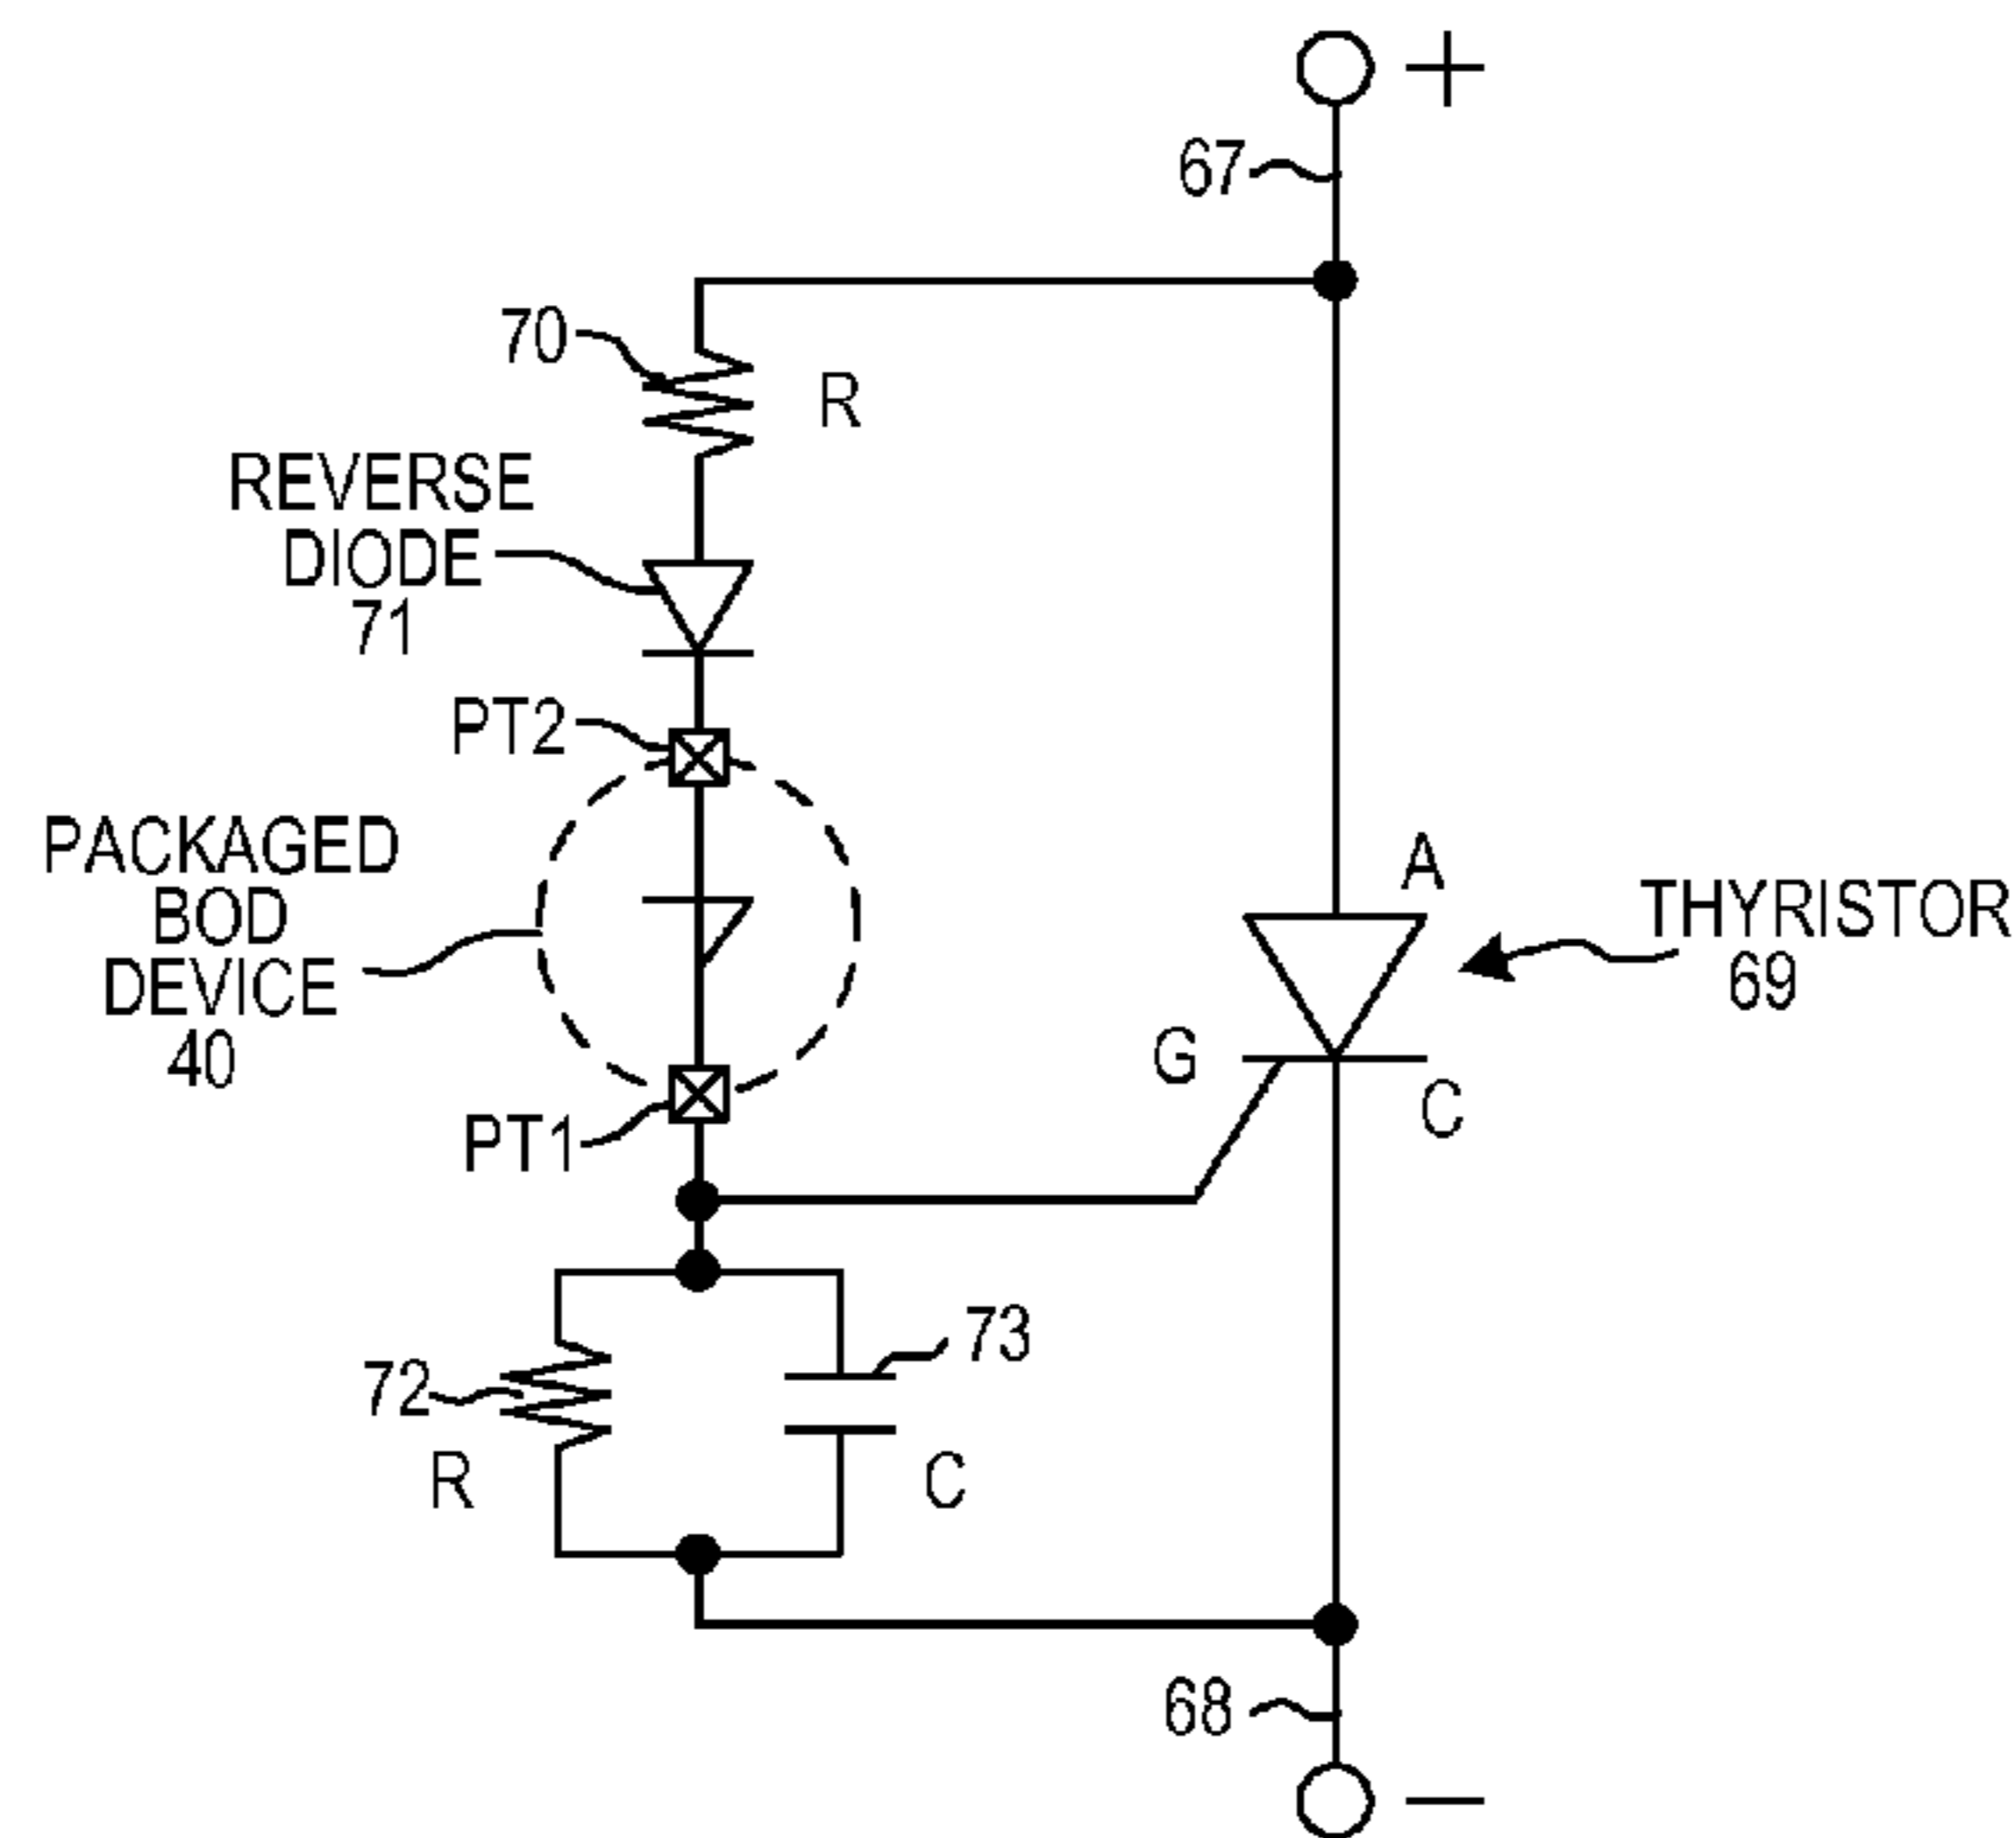 +
67
70
R
REVERSE
DIODE
71
PT2
PACKAGED
BOD
DEVICE
40
A
THYRISTOR
69
G
C
PT1
73
72
R
C
68
−